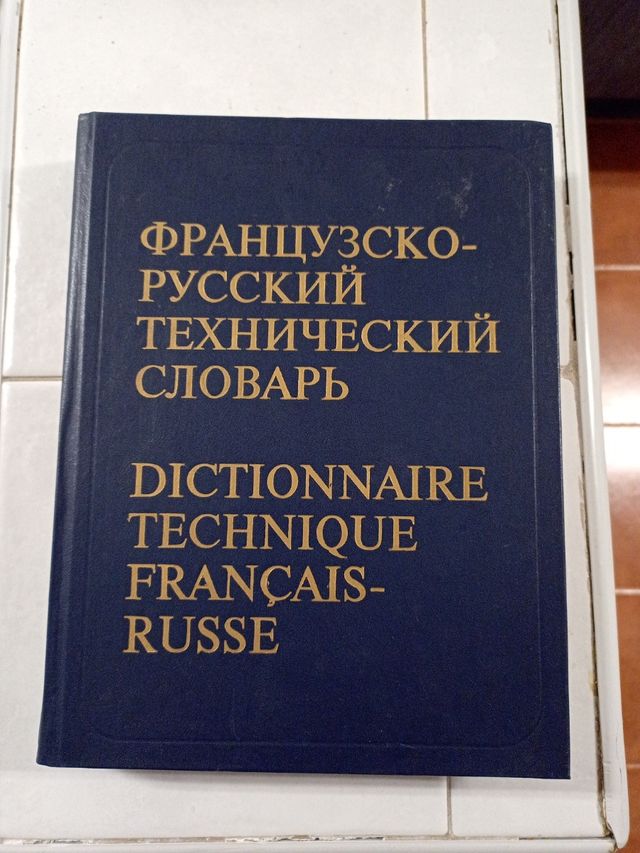 ФРАНЦУЗСКО-
РУССКИЙ
ТЕХНИЧЕСКИЙ
СЛОВАРЬ
DICTIONNAIRE
TECHNIQUE
FRANÇAIS-
RUSSE